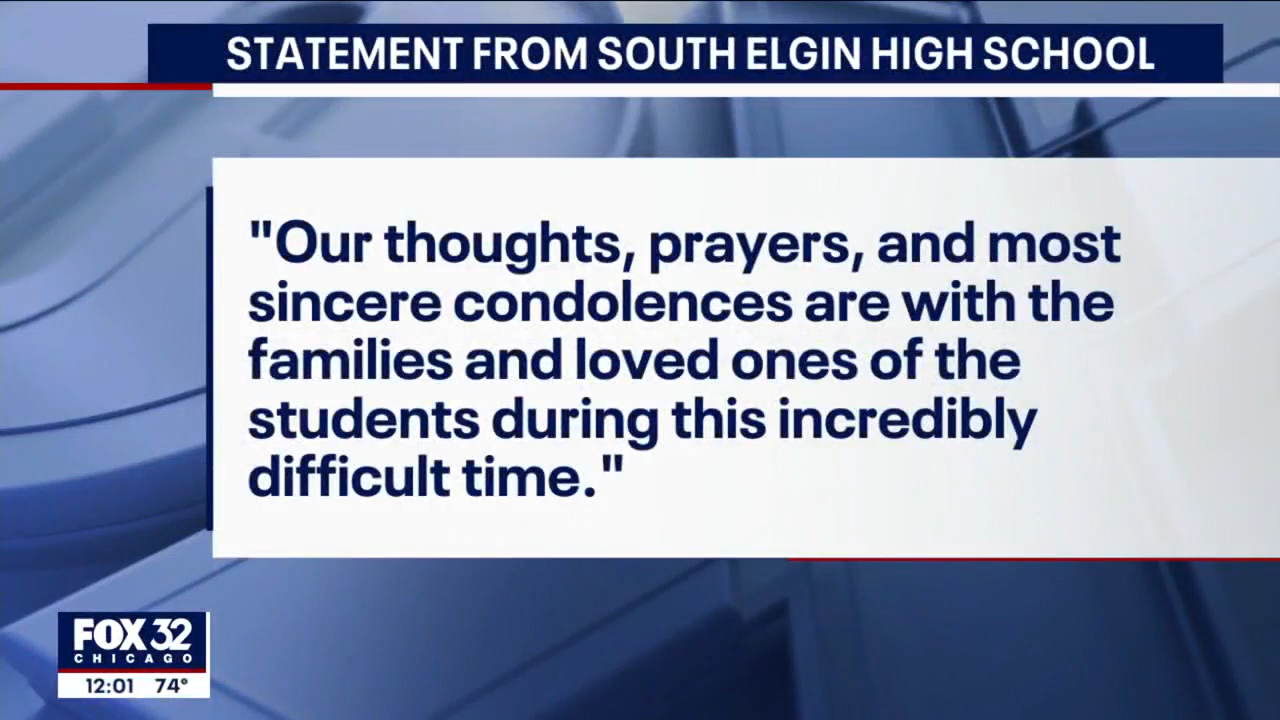 STATEMENT FROM SOUTH ELGIN HIGH SCHOOL
"Our thoughts, prayers, and most
sincere condolences are with the
families and loved ones of the
students during this incredibly
difficult time."
FOX 32
CHICAGO
12:01 74°